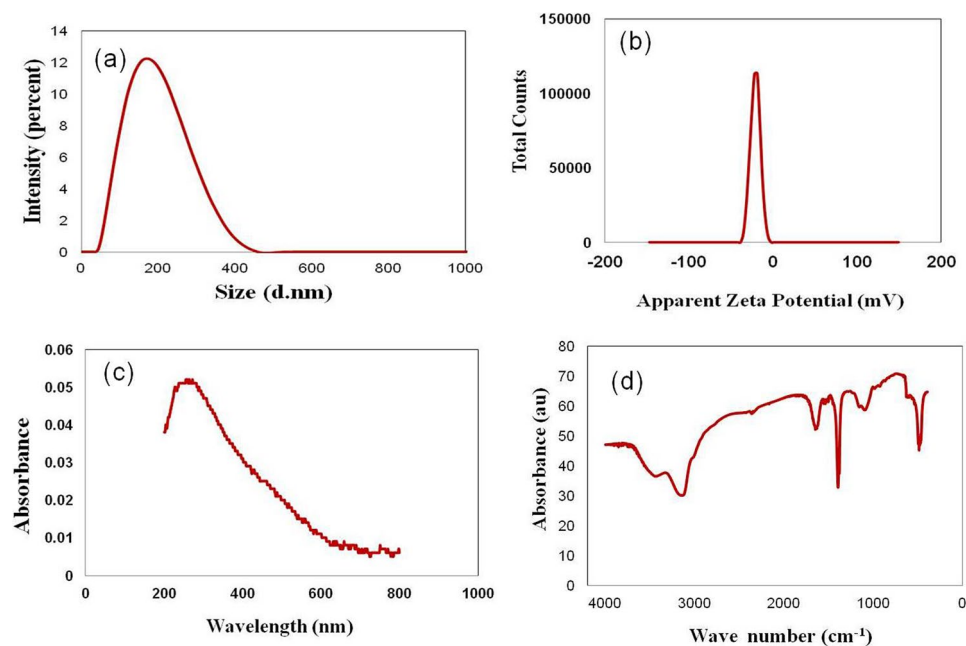 (a)
Intensity (percent)
14
12
10
8
6
4
2
0
0 200 400 600 800 1000
Size (d.nm)
(b)
Total Counts
150000
100000
50000
0
-200 -100 0 100 200
Apparent Zeta Potential (mV)
(c)
Absorbance
0.06
0.05
0.04
0.03
0.02
0.01
0
0 200 400 600 800 1000
Wavelength (nm)
(d)
Absorbance (au)
80
70
60
50
40
30
20
10
0
4000 3000 2000 1000 0
Wave number (cm⁻¹)